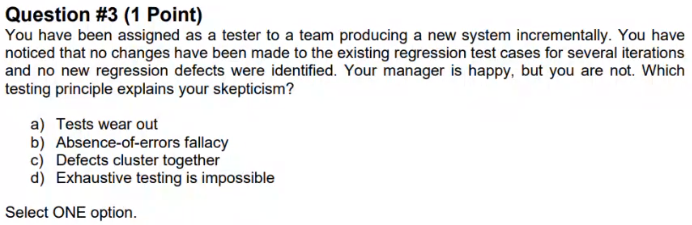 Question #3 (1 Point)
You have been assigned as a tester to a team producing a new system incrementally. You have
noticed that no changes have been made to the existing regression test cases for several iterations
and no new regression defects were identified. Your manager is happy, but you are not. Which
testing principle explains your skepticism?
a) Tests wear out
b) Absence-of-errors fallacy
c) Defects cluster together
d) Exhaustive testing is impossible
Select ONE option.